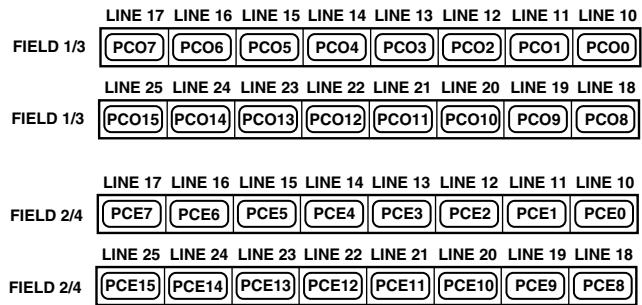 LINE 17 LINE 16 LINE 15 LINE 14 LINE 13 LINE 12 LINE 11 LINE 10
FIELD 1/3 PCO7 PCO6 PCO5 PCO4 PCO3 PCO2 PCO1 PCO0
LINE 25 LINE 24 LINE 23 LINE 22 LINE 21 LINE 20 LINE 19 LINE 18
FIELD 1/3 PCO15 PCO14 PCO13 PCO12 PCO11 PCO10 PCO9 PCO8
LINE 17 LINE 16 LINE 15 LINE 14 LINE 13 LINE 12 LINE 11 LINE 10
FIELD 2/4 PCE7 PCE6 PCE5 PCE4 PCE3 PCE2 PCE1 PCE0
LINE 25 LINE 24 LINE 23 LINE 22 LINE 21 LINE 20 LINE 19 LINE 18
FIELD 2/4 PCE15 PCE14 PCE13 PCE12 PCE11 PCE10 PCE9 PCE8